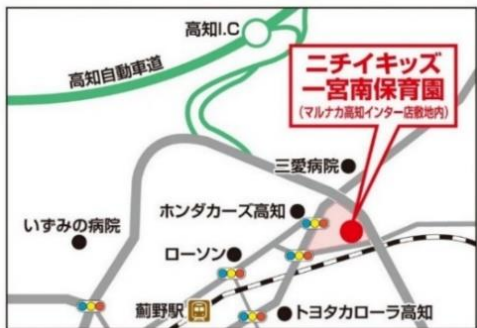 高知I.C
高知自動車道
ニチイキッズ
一宮南保育園
(マルナカ高知インター店敷地内)
三愛病院
ホンダカーズ高知
いずみの病院
ローソン
薊野駅
トヨタカローラ高知